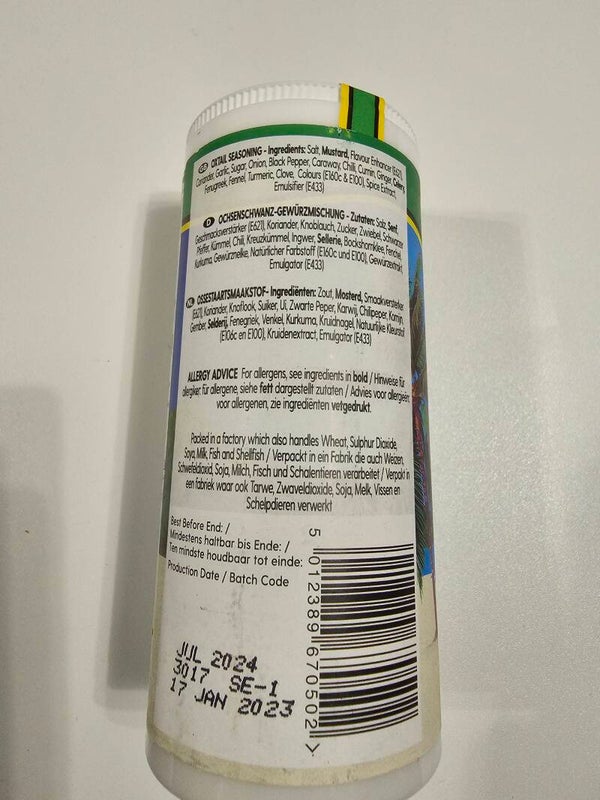 GB OXTAIL SEASONING - Ingredients: Salt, Mustard, Flavour Enhancer (E621),
Coriander, Garlic, Sugar, Onion, Black Pepper, Caraway, Chilli, Cumin, Ginger, Celery,
Fenugreek, Fennel, Turmeric, Clove, Colours (E160c & E100), Spice Extract,
Emulsifier (E433)
D OCHSENSCHWANZ-GEWÜRZMISCHUNG - Zutaten: Salz, Senf,
Geschmacksverstärker (E621), Koriander, Knoblauch, Zucker, Zwiebel, Schwarzer
Pfeffer, Kümmel, Chili, Kreuzkümmel, Ingwer, Sellerie, Bockshornklee, Fenchel,
Kurkuma, Gewürznelke, Natürlicher Farbstoff (E160c und E100), Gewürzextrakt,
Emulgator (E433)
NL OSSESTAARTSMAAKSTOF- Ingrediënten: Zout, Mosterd, Smaakversterker
(E621), Koriander, Knoflook, Suiker, Ui, Zwarte Peper, Karwij, Chilipeper, Komijn,
Gember, Selderij, Fenegriek, Venkel, Kurkuma, Kruidnagel, Natuurlijke Kleurstof
(E106c en E100), Kruidenextract, Emulgator (E433)
ALLERGY ADVICE For allergens, see ingredients in bold / Hinweise für
allergiker: für allergene, siehe fett dargestellt zutaten / Advies voor allergieën:
voor allergenen, zie ingrediënten vetgedrukt.
Packed in a factory which also handles Wheat, Sulphur Dioxide,
Soya, Milk, Fish and Shellfish / Verpackt in ein Fabrik die auch Weizen,
Schwefeldioxid, Soja, Milch, Fisch und Schalentieren verarbeitet / Verpakt in
een fabriek waar ook Tarwe, Zwaveldioxide, Soja, Melk, Vissen en
Schelpdieren verwerkt
Best Before End: /
Mindestens haltbar bis Ende: /
Ten minste houdbaar tot einde:
Production Date / Batch Code
JUL 2024
3017 SE-1
17 JAN 2023
5 012389 670502 >